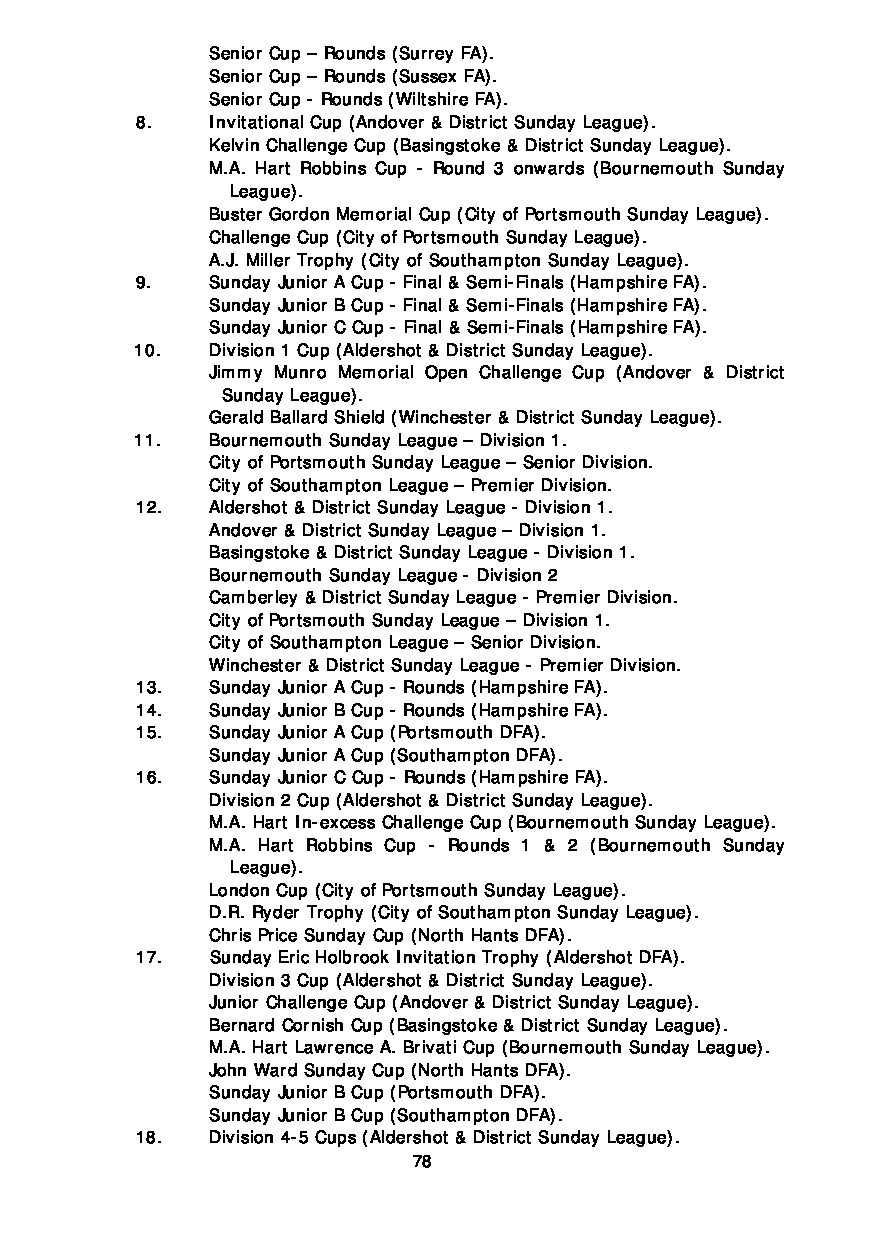 Senior Cup – Rounds (Surrey FA).
Senior Cup – Rounds (Sussex FA).
Senior Cup - Rounds (Wiltshire FA).
8. Invitational Cup (Andover & District Sunday League).
Kelvin Challenge Cup (Basingstoke & District Sunday League).
M.A. Hart Robbins Cup - Round 3 onwards (Bournemouth Sunday
League).
Buster Gordon Memorial Cup (City of Portsmouth Sunday League).
Challenge Cup (City of Portsmouth Sunday League).
A.J. Miller Trophy (City of Southampton Sunday League).
9. Sunday Junior A Cup - Final & Semi-Finals (Hampshire FA).
Sunday Junior B Cup - Final & Semi-Finals (Hampshire FA).
Sunday Junior C Cup - Final & Semi-Finals (Hampshire FA).
10. Division 1 Cup (Aldershot & District Sunday League).
Jimmy Munro Memorial Open Challenge Cup (Andover & District
Sunday League).
Gerald Ballard Shield (Winchester & District Sunday League).
11. Bournemouth Sunday League – Division 1.
City of Portsmouth Sunday League – Senior Division.
City of Southampton League – Premier Division.
12. Aldershot & District Sunday League - Division 1.
Andover & District Sunday League – Division 1.
Basingstoke & District Sunday League - Division 1.
Bournemouth Sunday League - Division 2
Camberley & District Sunday League - Premier Division.
City of Portsmouth Sunday League – Division 1.
City of Southampton League – Senior Division.
Winchester & District Sunday League - Premier Division.
13. Sunday Junior A Cup - Rounds (Hampshire FA).
14. Sunday Junior B Cup - Rounds (Hampshire FA).
15. Sunday Junior A Cup (Portsmouth DFA).
Sunday Junior A Cup (Southampton DFA).
16. Sunday Junior C Cup - Rounds (Hampshire FA).
Division 2 Cup (Aldershot & District Sunday League).
M.A. Hart In-excess Challenge Cup (Bournemouth Sunday League).
M.A. Hart Robbins Cup - Rounds 1 & 2 (Bournemouth Sunday
League).
London Cup (City of Portsmouth Sunday League).
D.R. Ryder Trophy (City of Southampton Sunday League).
Chris Price Sunday Cup (North Hants DFA).
17. Sunday Eric Holbrook Invitation Trophy (Aldershot DFA).
Division 3 Cup (Aldershot & District Sunday League).
Junior Challenge Cup (Andover & District Sunday League).
Bernard Cornish Cup (Basingstoke & District Sunday League).
M.A. Hart Lawrence A. Brivati Cup (Bournemouth Sunday League).
John Ward Sunday Cup (North Hants DFA).
Sunday Junior B Cup (Portsmouth DFA).
Sunday Junior B Cup (Southampton DFA).
18. Division 4-5 Cups (Aldershot & District Sunday League).
78